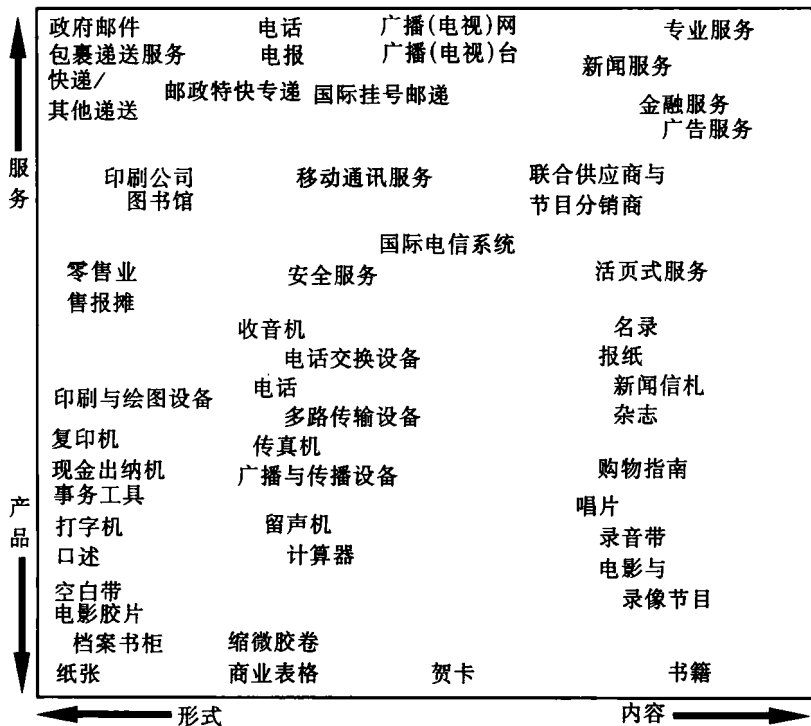 政府邮件 电话 广播(电视)网 专业服务
包裹递送服务 电报 广播(电视)台 新闻服务
快递/
其他递送 邮政特快专递 国际挂号邮递 金融服务
广告服务
服务
印刷公司 移动通讯服务 联合供应商与
图书馆 节目分销商
国际电信系统
零售业 安全服务 活页式服务
售报摊
收音机 名录
电话交换设备 报纸
印刷与绘图设备 电话 新闻信札
多路传输设备 杂志
复印机 传真机
现金出纳机 广播与传播设备 购物指南
事务工具
产品
唱片
打字机 留声机 录音带
口述 计算器 电影与
空白带 录像节目
电影胶片
档案书柜 缩微胶卷
纸张 商业表格 贺卡 书籍
形式 内容